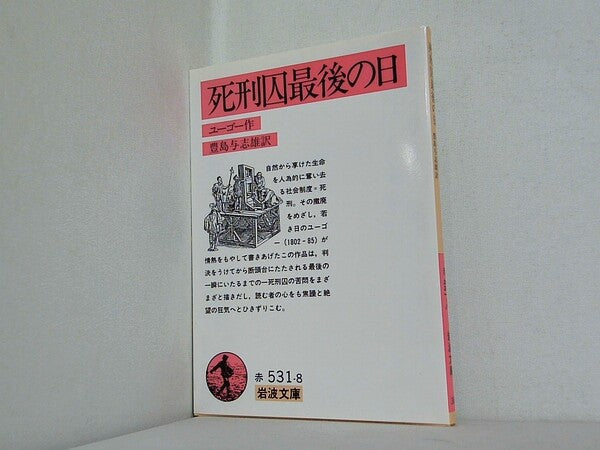 死刑囚最後の日
ユーゴー作
豊島与志雄訳
自然から享けた生命
を人為的に奪い去
る社会制度＝死
刑。その撤廃
をめざし，若
き日のユーゴ
ー(1802－85)が
情熱をもやして書きあげたこの作品は，判
決をうけてから断頭台にたたされる最後の
一瞬にいたるまでの一死刑囚の苦悶をまざ
まざと描きだし，読む者の心をも焦躁と絶
望の狂気へとひきずりこむ。
赤 531-8
岩波文庫